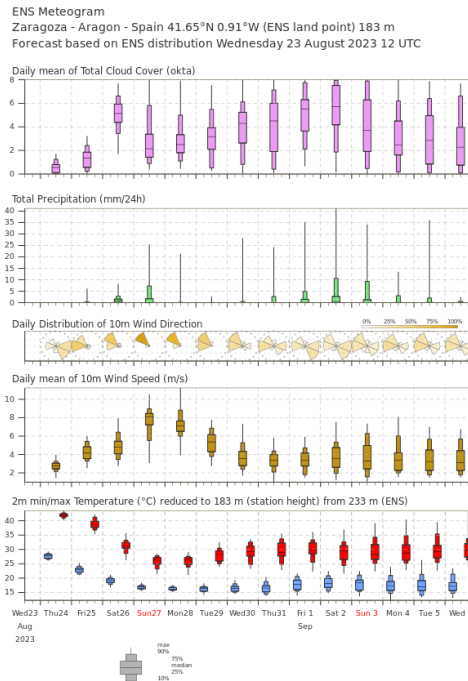 ENS Meteogram
Zaragoza - Aragon - Spain 41.65°N 0.91°W (ENS land point) 183 m
Forecast based on ENS distribution Wednesday 23 August 2023 12 UTC
Daily mean of Total Cloud Cover (okta)
8
6
4
2
0
Total Precipitation (mm/24h)
40
35
30
25
20
15
10
5
0
Daily Distribution of 10m Wind Direction
0% 25% 50% 75% 100%
Daily mean of 10m Wind Speed (m/s)
10
8
6
4
2
2m min/max Temperature (°C) reduced to 183 m (station height) from 233 m (ENS)
40
35
30
25
20
15
Wed23 Thu24 Fri25 Sat26 Sun27 Mon28 Tue29 Wed30 Thu31 Fri 1 Sat 2 Sun 3 Mon 4 Tue 5 Wed
Aug Sep
2023
max
90%
75%
median
25%
10%